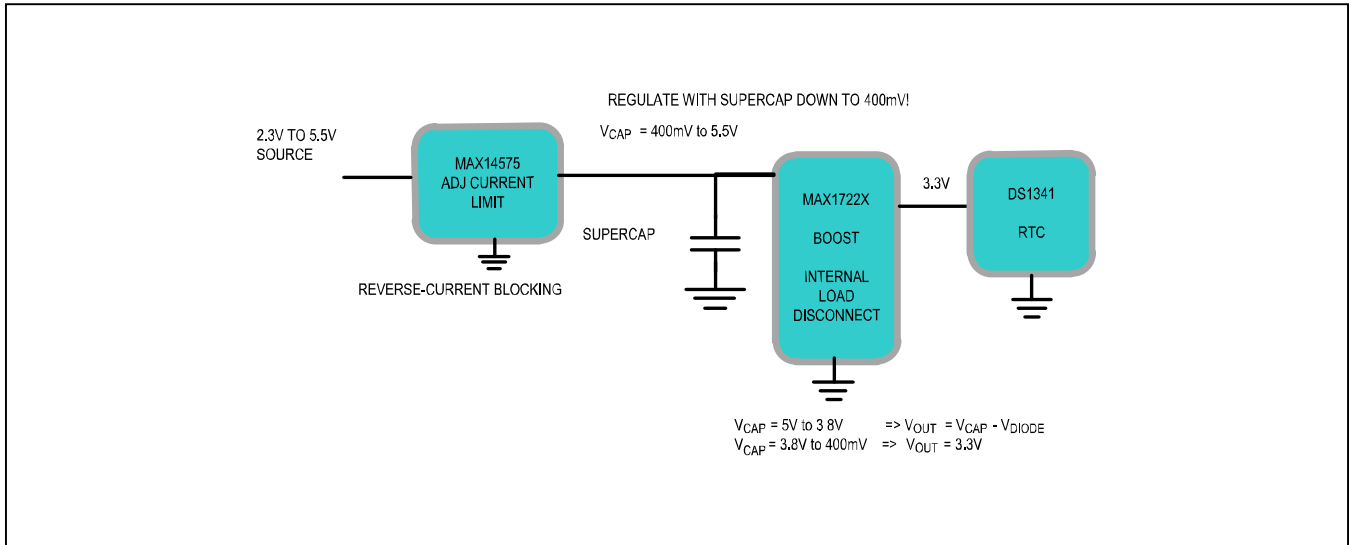 REGULATE WITH SUPERCAP DOWN TO 400mV!
2.3V TO 5.5V
SOURCE
VCAP = 400mV to 5.5V
MAX14575
ADJ CURRENT
LIMIT
REVERSE-CURRENT BLOCKING
SUPERCAP
MAX1722X
BOOST
INTERNAL
LOAD
DISCONNECT
3.3V
DS1341
RTC
VCAP = 5V to 3 8V => VOUT = VCAP - VDIODE
VCAP = 3.8V to 400mV => VOUT = 3.3V